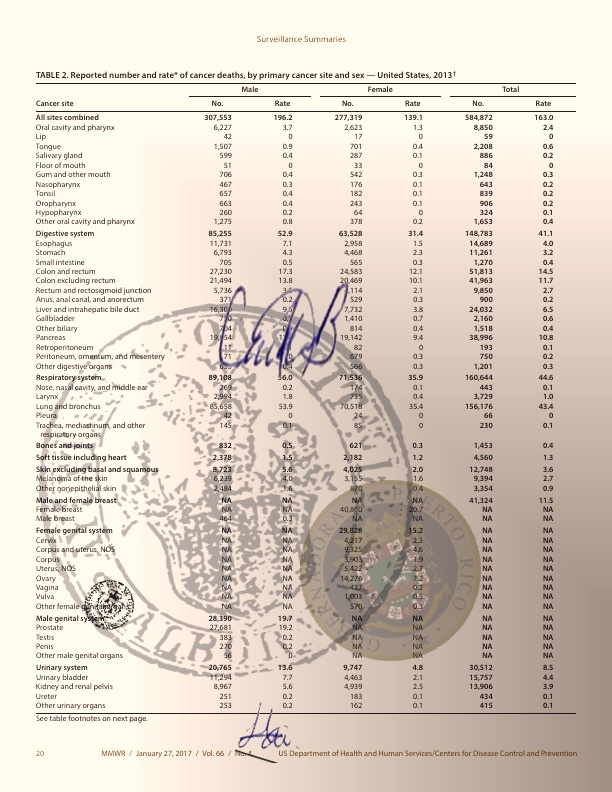 Surveillance Summaries
TABLE 2. Reported number and rate* of cancer deaths, by primary cancer site and sex — United States, 2013†
Male Female Total
Cancer site No. Rate No. Rate No. Rate
All sites combined 307,553 196.2 277,319 139.1 584,872 163.0
Oral cavity and pharynx 6,227 3.7 2,623 1.3 8,850 2.4
Lip 42 0 17 0 59 0
Tongue 1,507 0.9 701 0.4 2,208 0.6
Salivary gland 599 0.4 287 0.1 886 0.2
Floor of mouth 51 0 33 0 84 0
Gum and other mouth 706 0.4 542 0.3 1,248 0.3
Nasopharynx 467 0.3 176 0.1 643 0.2
Tonsil 657 0.4 182 0.1 839 0.2
Oropharynx 663 0.4 243 0.1 906 0.2
Hypopharynx 260 0.2 64 0 324 0.1
Other oral cavity and pharynx 1,275 0.8 378 0.2 1,653 0.4
Digestive system 85,255 52.9 63,528 31.4 148,783 41.1
Esophagus 11,731 7.1 2,958 1.5 14,689 4.0
Stomach 6,793 4.3 4,468 2.3 11,261 3.2
Small intestine 705 0.5 565 0.3 1,270 0.4
Colon and rectum 27,230 17.3 24,583 12.1 51,813 14.5
Colon excluding rectum 21,494 13.8 20,469 10.1 41,963 11.7
Rectum and rectosigmoid junction 5,736 4,114 2.1 9,850 2.7
Anus, anal canal, and anorectum 371 0.2 529 0.3 900 0.2
Liver and intrahepatic bile duct 16,300 7,732 3.8 24,032 6.5
Gallbladder 1,410 0.7 2,160 0.6
Other biliary 704 814 0.4 1,518 0.4
Pancreas 19,854 19,142 9.4 38,996 10.8
Retroperitoneum 82 0 193 0.1
Peritoneum, omentum, and mesentery 71 0 679 0.3 750 0.2
Other digestive organs 566 0.3 1,201 0.3
Respiratory system 89,108 56.0 71,536 35.9 160,644 44.6
Nose, nasal cavity, and middle ear 269 0.2 174 0.1 443 0.1
Larynx 2,994 1.8 735 0.4 3,729 1.0
Lung and bronchus 85,658 53.9 70,518 35.4 156,176 43.4
Pleura 42 0 24 0 66 0
Trachea, mediastinum, and other 145 0.1 85 0 230 0.1
respiratory organs
Bones and joints 832 0.5 621 0.3 1,453 0.4
Soft tissue including heart 2,378 1.5 2,182 1.2 4,560 1.3
Skin excluding basal and squamous 8,723 5.6 4,025 2.0 12,748 3.6
Melanoma of the skin 6,239 4.0 3,155 1.6 9,394 2.7
Other nonepithelial skin 2,484 1.6 870 0.4 3,354 0.9
Male and female breast NA NA NA NA 41,324 11.5
Female breast NA NA 40,860 20.7 NA NA
Male breast 464 0.3 NA NA NA NA
Female genital system NA NA 29,828 15.2 NA NA
Cervix NA NA 4,217 2.3 NA NA
Corpus and uterus, NOS NA NA 9,325 4.6 NA NA
Corpus NA NA 3,903 1.9 NA NA
Uterus, NOS NA NA 5,422 2.7 NA NA
Ovary NA NA 14,276 7.2 NA NA
Vagina NA NA 437 0.2 NA NA
Vulva NA NA 1,003 0.5 NA NA
Other female genital organs NA NA 570 0.3 NA NA
Male genital system 28,390 19.7 NA NA NA NA
Prostate 27,681 19.2 NA NA NA NA
Testis 383 0.2 NA NA NA NA
Penis 270 0.2 NA NA NA NA
Other male genital organs 56 0 NA NA NA NA
Urinary system 20,765 13.6 9,747 4.8 30,512 8.5
Urinary bladder 11,294 7.7 4,463 2.1 15,757 4.4
Kidney and renal pelvis 8,967 5.6 4,939 2.5 13,906 3.9
Ureter 251 0.2 183 0.1 434 0.1
Other urinary organs 253 0.2 162 0.1 415 0.1
See table footnotes on next page.
20 MMWR / January 27, 2017 / Vol. 66 / No. 4 US Department of Health and Human Services/Centers for Disease Control and Prevention